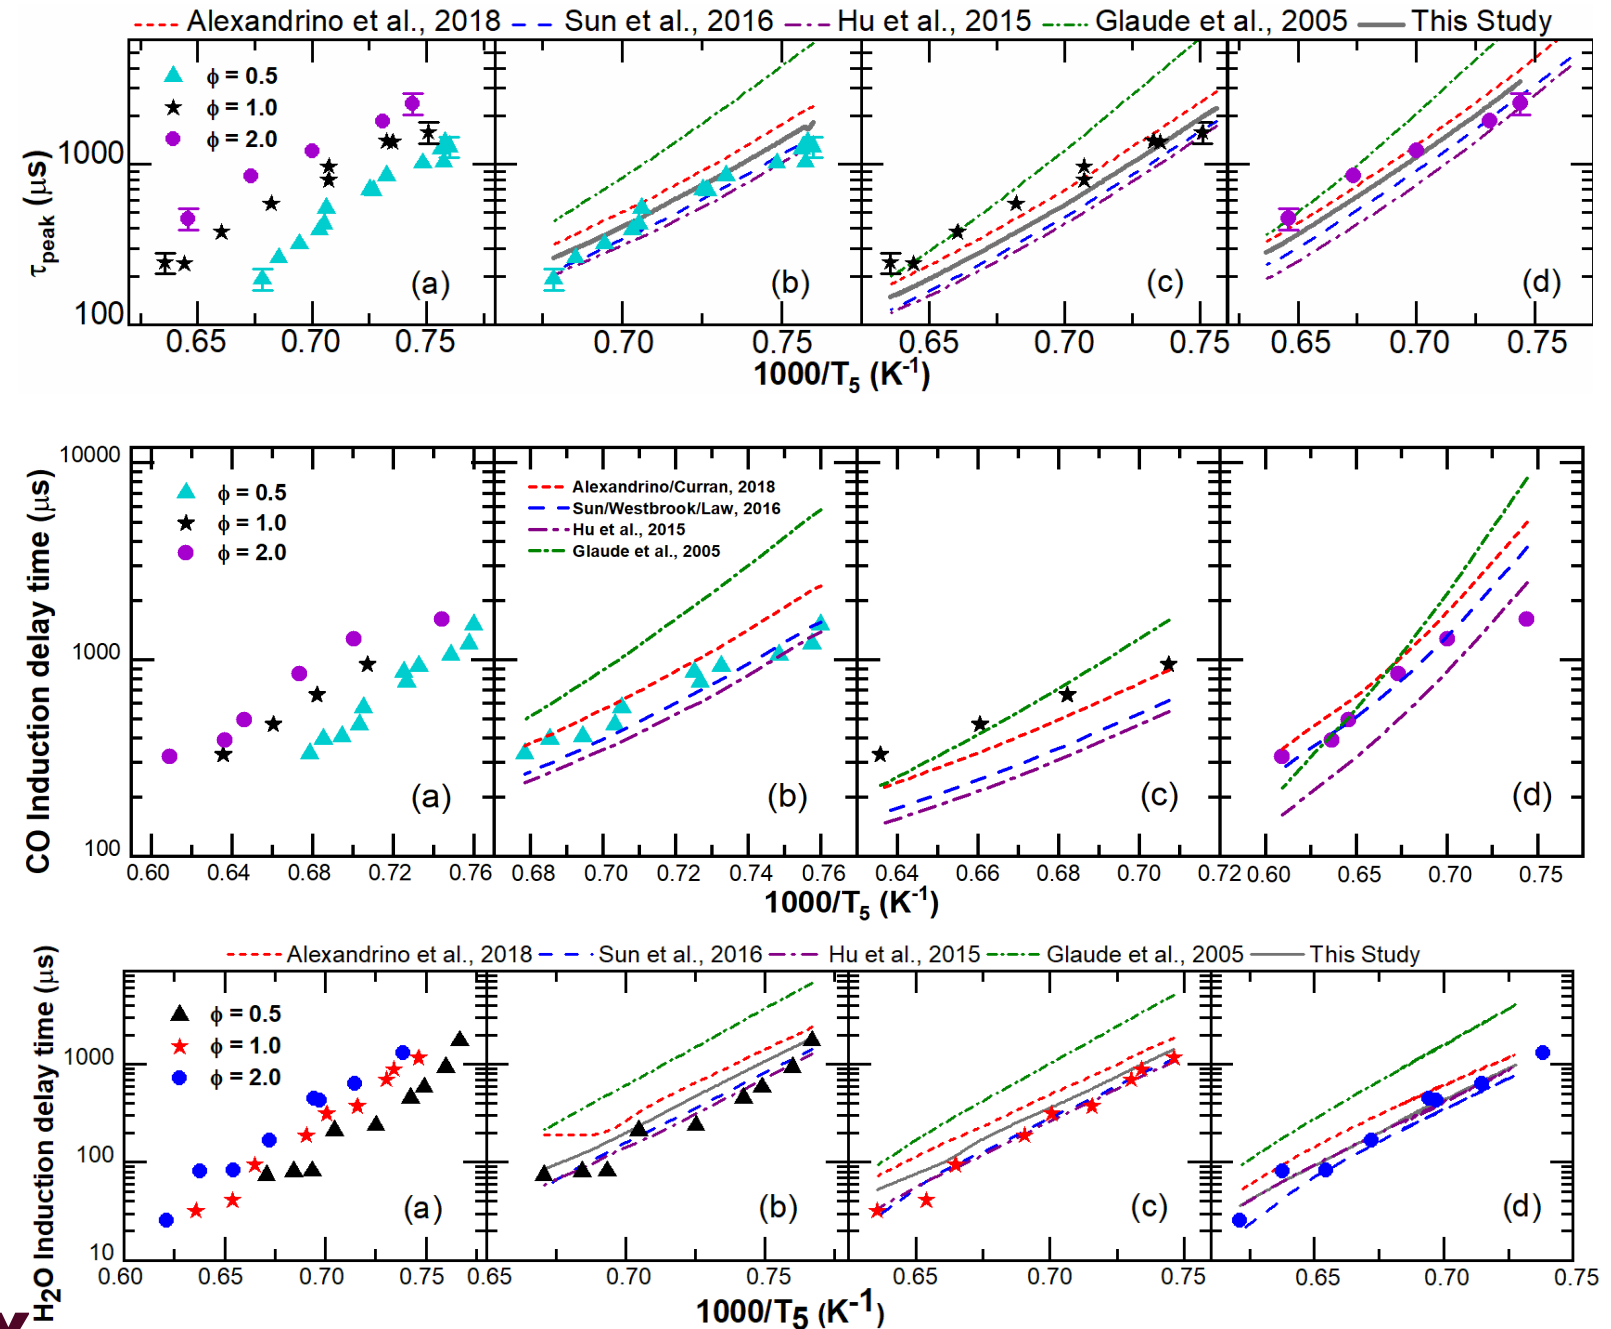 Alexandrino et al., 2018 Sun et al., 2016 Hu et al., 2015 Glaude et al., 2005 This Study
ϕ = 0.5
ϕ = 1.0
ϕ = 2.0
1000
100
τpeak (μs)
(a) (b) (c) (d)
0.65 0.70 0.75 0.70 0.75 0.65 0.70 0.75 0.65 0.70 0.75
1000/T5 (K-1)
10000
1000
100
CO Induction delay time (μs)
ϕ = 0.5
ϕ = 1.0
ϕ = 2.0
Alexandrino/Curran, 2018
Sun/Westbrook/Law, 2016
Hu et al., 2015
Glaude et al., 2005
(a) (b) (c) (d)
0.60 0.64 0.68 0.72 0.76 0.68 0.70 0.72 0.74 0.76 0.64 0.66 0.68 0.70 0.72 0.60 0.65 0.70 0.75
1000/T5 (K-1)
Alexandrino et al., 2018 Sun et al., 2016 Hu et al., 2015 Glaude et al., 2005 This Study
ϕ = 0.5
ϕ = 1.0
ϕ = 2.0
1000
100
10
H2O Induction delay time (μs)
(a) (b) (c) (d)
0.60 0.65 0.70 0.75 0.65 0.70 0.75 0.65 0.70 0.75 0.65 0.70 0.75
1000/T5 (K-1)